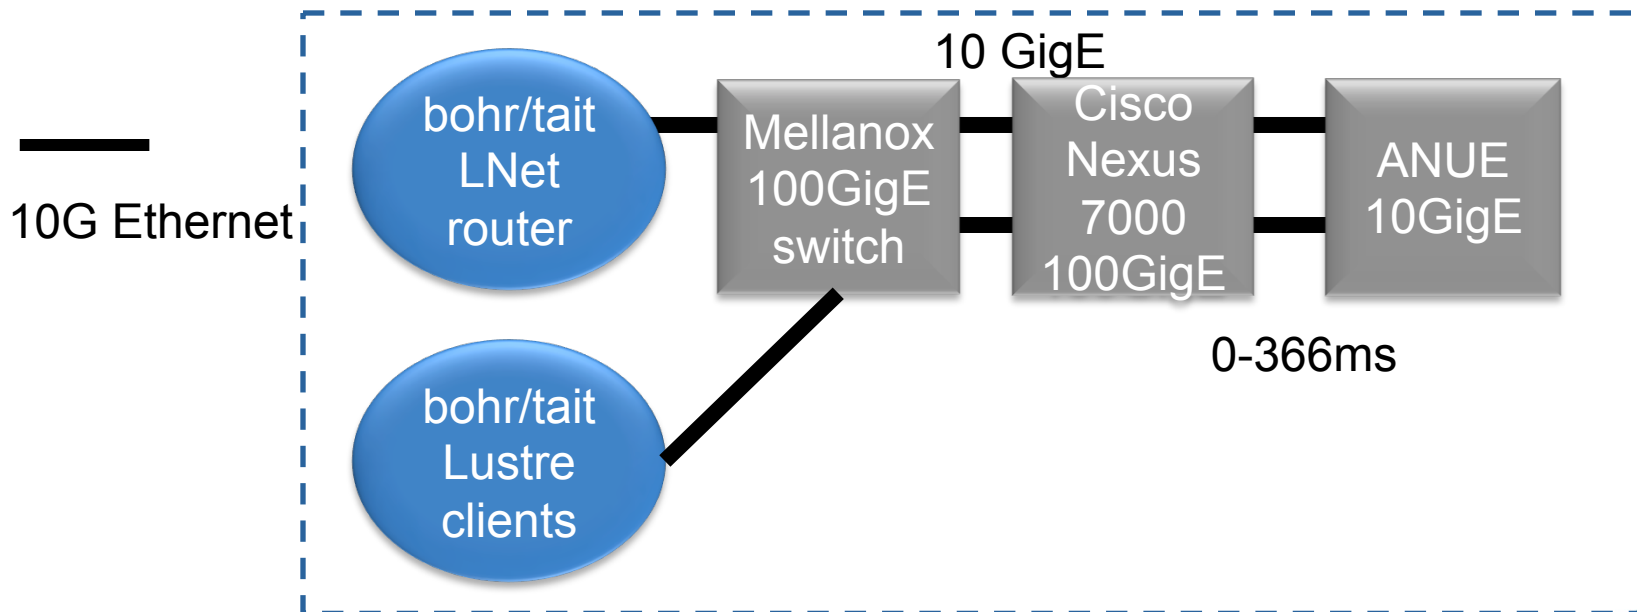 10G Ethernet
bohr/tait
LNet
router
bohr/tait
Lustre
clients
Mellanox
100GigE
switch
10 GigE
Cisco
Nexus
7000
100GigE
ANUE
10GigE
0-366ms